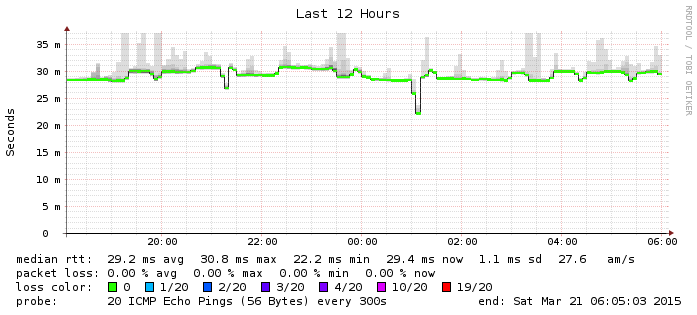 Last 12 Hours
RRDTOOL / TOBI OETIKER
Seconds
35 m
30 m
25 m
20 m
15 m
10 m
5 m
0
20:00 22:00 00:00 02:00 04:00 06:00
median rtt: 29.2 ms avg 30.8 ms max 22.2 ms min 29.4 ms now 1.1 ms sd 27.6 am/s
packet loss: 0.00 % avg 0.00 % max 0.00 % min 0.00 % now
loss color: 0 1/20 2/20 3/20 4/20 10/20 19/20
probe: 20 ICMP Echo Pings (56 Bytes) every 300s end: Sat Mar 21 06:05:03 2015